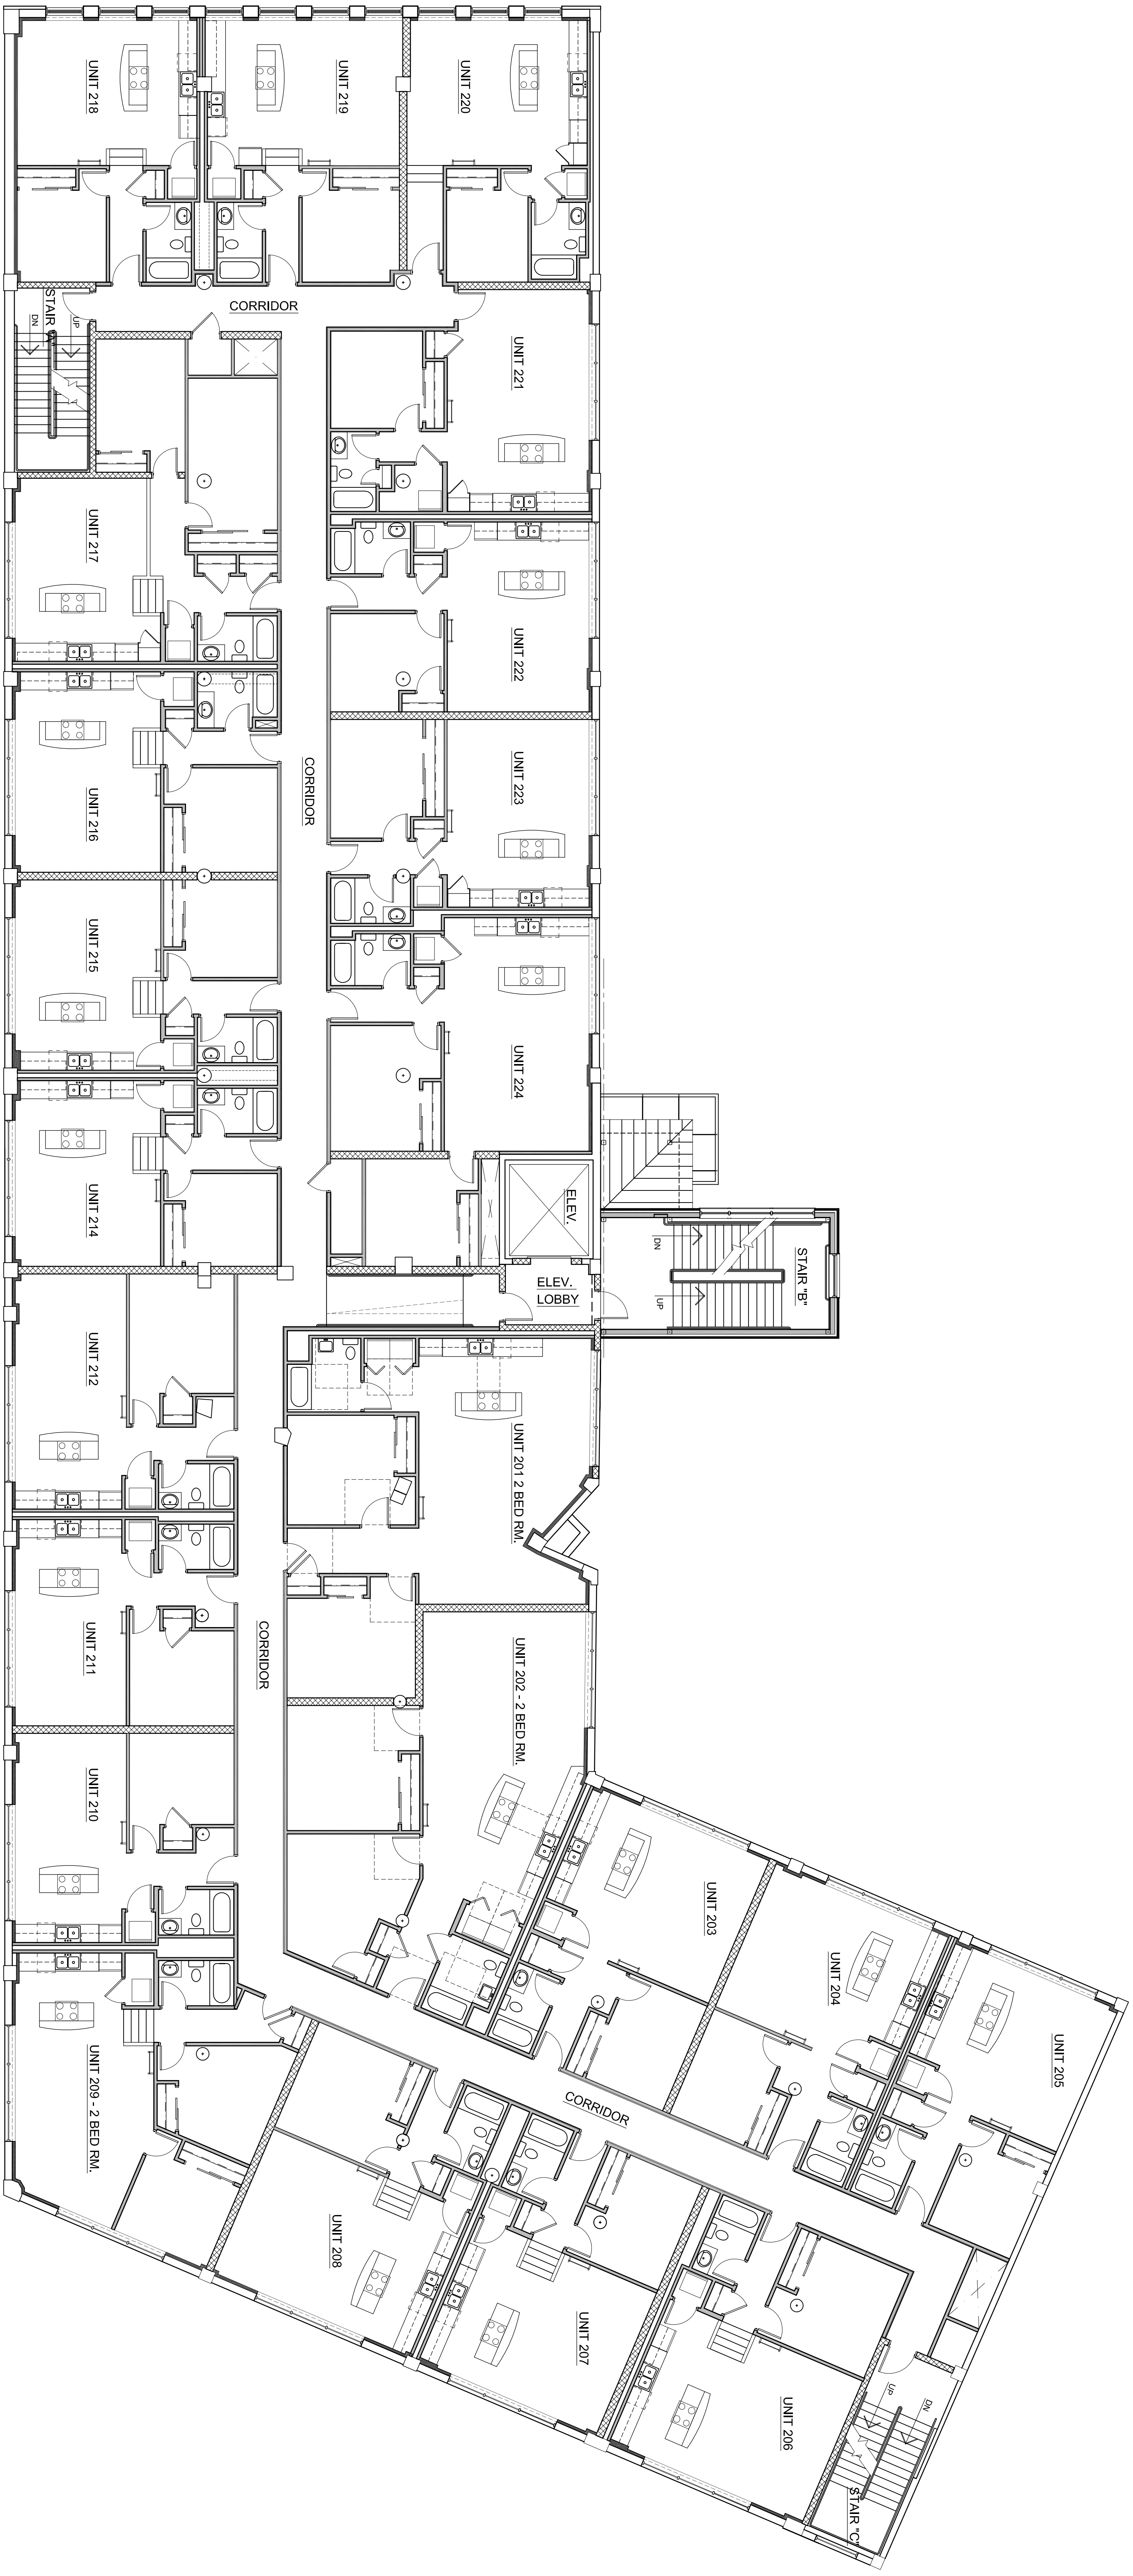 UNIT 218
UNIT 219
UNIT 220
CORRIDOR
STAIR
DN
UP
UNIT 221
UNIT 217
UNIT 222
UNIT 216
CORRIDOR
UNIT 223
UNIT 215
UNIT 224
UNIT 214
ELEV.
ELEV.
LOBBY
DN
UP
STAIR "B"
UNIT 212
UNIT 201 2 BED RM.
UNIT 211
CORRIDOR
UNIT 202 - 2 BED RM.
UNIT 210
UNIT 203
UNIT 204
UNIT 205
UNIT 209 - 2 BED RM.
CORRIDOR
UNIT 208
UNIT 207
UNIT 206
UP
DN
STAIR "C"